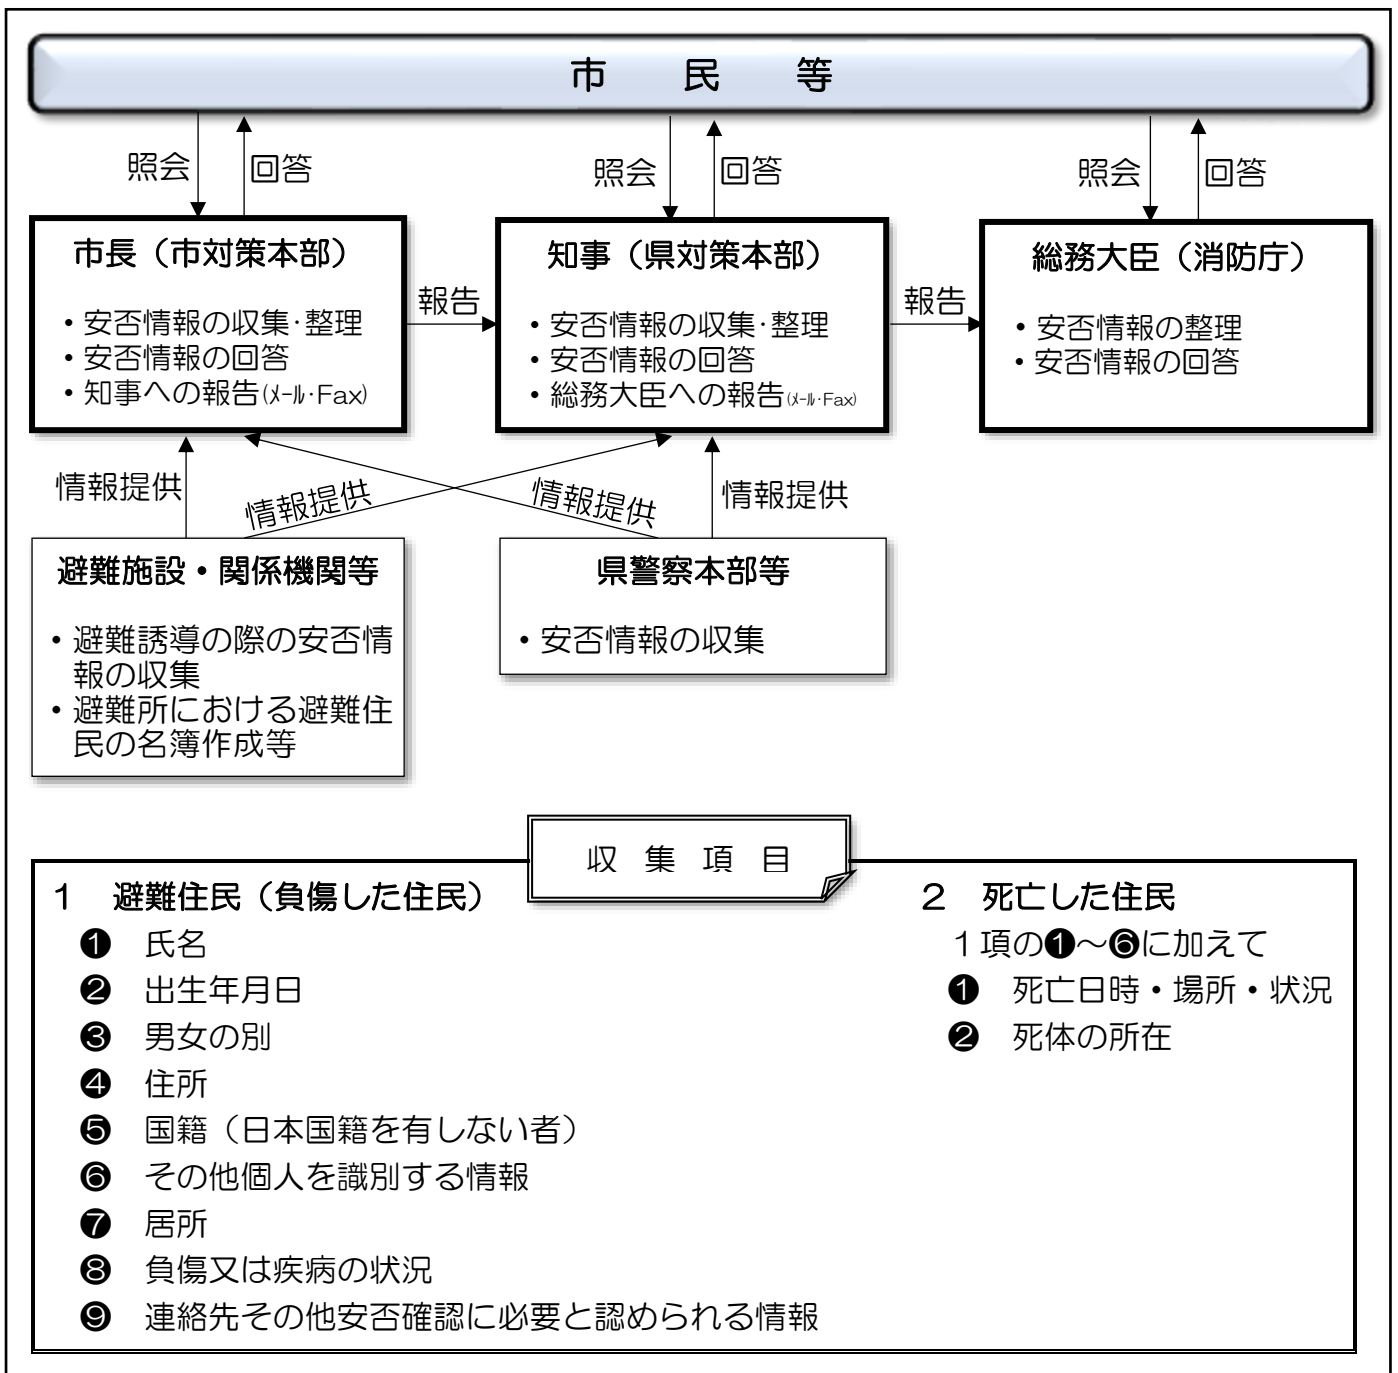 市　民　等
照会
回答
照会
回答
照会
回答
市長（市対策本部）
・安否情報の収集･整理
・安否情報の回答
・知事への報告(ﾒｰﾙ･Fax)
報告
知事（県対策本部）
・安否情報の収集･整理
・安否情報の回答
・総務大臣への報告(ﾒｰﾙ･Fax)
報告
総務大臣（消防庁）
・安否情報の整理
・安否情報の回答
情報提供
情報提供
情報提供
情報提供
避難施設・関係機関等
・避難誘導の際の安否情
報の収集
・避難所における避難住
民の名簿作成等
県警察本部等
・安否情報の収集
収集項目
１　避難住民（負傷した住民）
❶　氏名
❷　出生年月日
❸　男女の別
❹　住所
❺　国籍（日本国籍を有しない者）
❻　その他個人を識別する情報
❼　居所
❽　負傷又は疾病の状況
❾　連絡先その他安否確認に必要と認められる情報
２　死亡した住民
１項の❶～❻に加えて
❶　死亡日時・場所・状況
❷　死体の所在